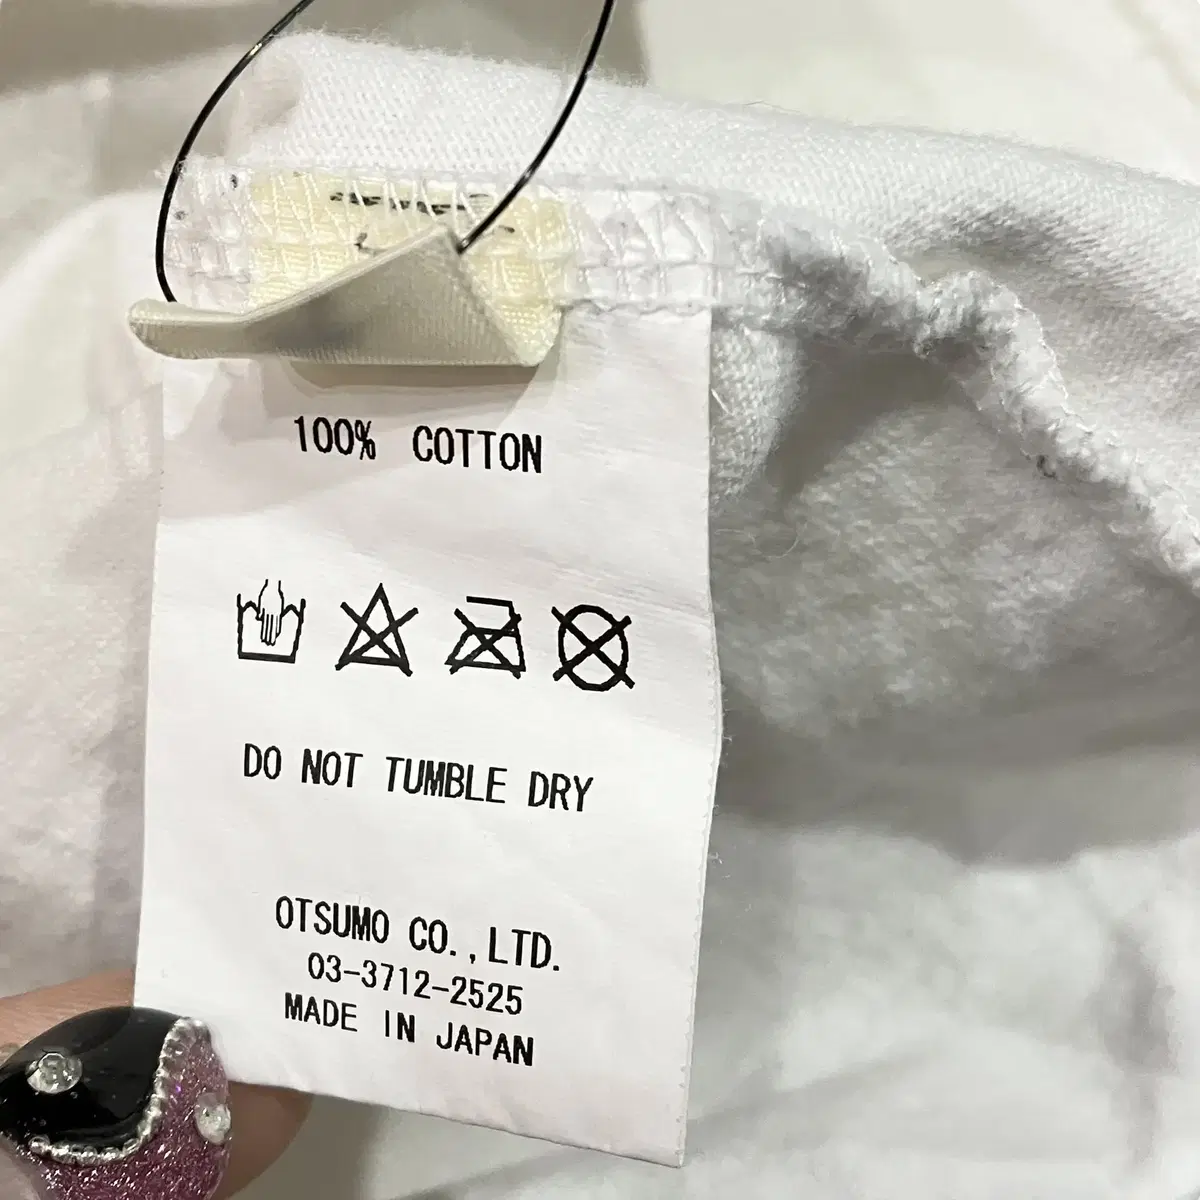 100% COTTON
DO NOT TUMBLE DRY
OTSUMO CO.,LTD.
03-3712-2525
MADE IN JAPAN